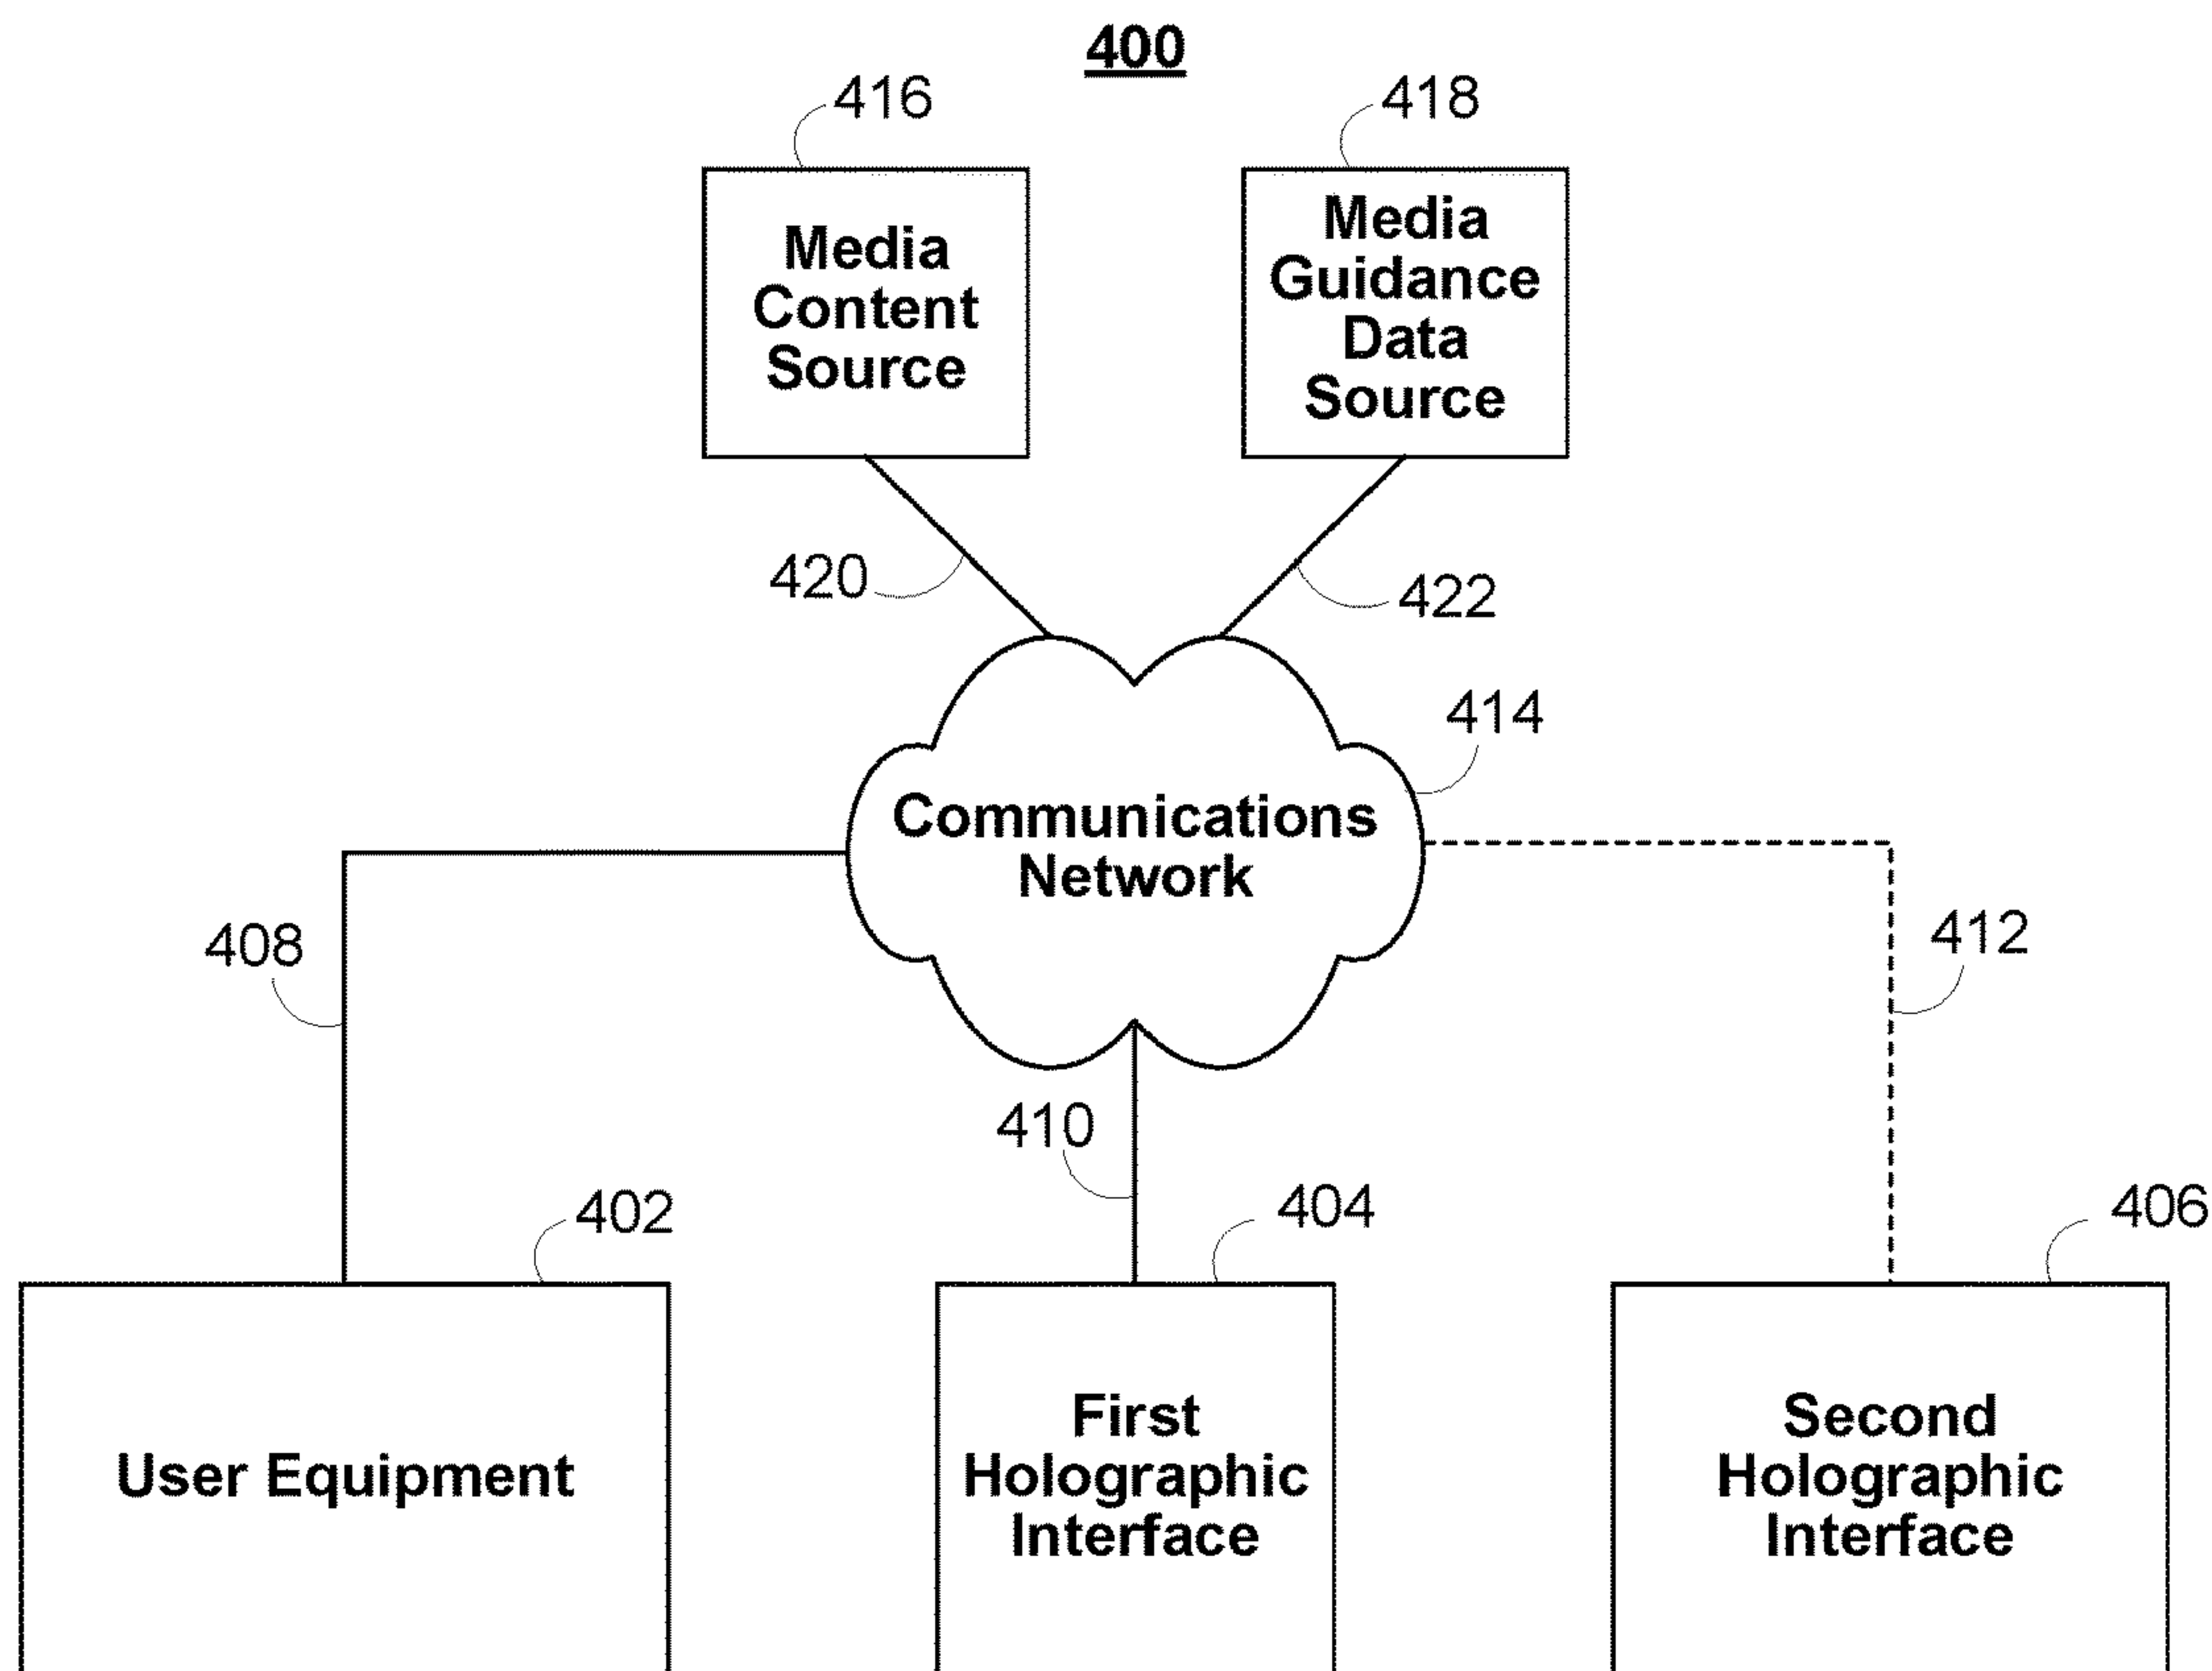 400
416
418
Media
Content
Source
Media
Guidance
Data
Source
420
422
414
Communications
Network
408
412
410
402
404
406
User Equipment
First
Holographic
Interface
Second
Holographic
Interface